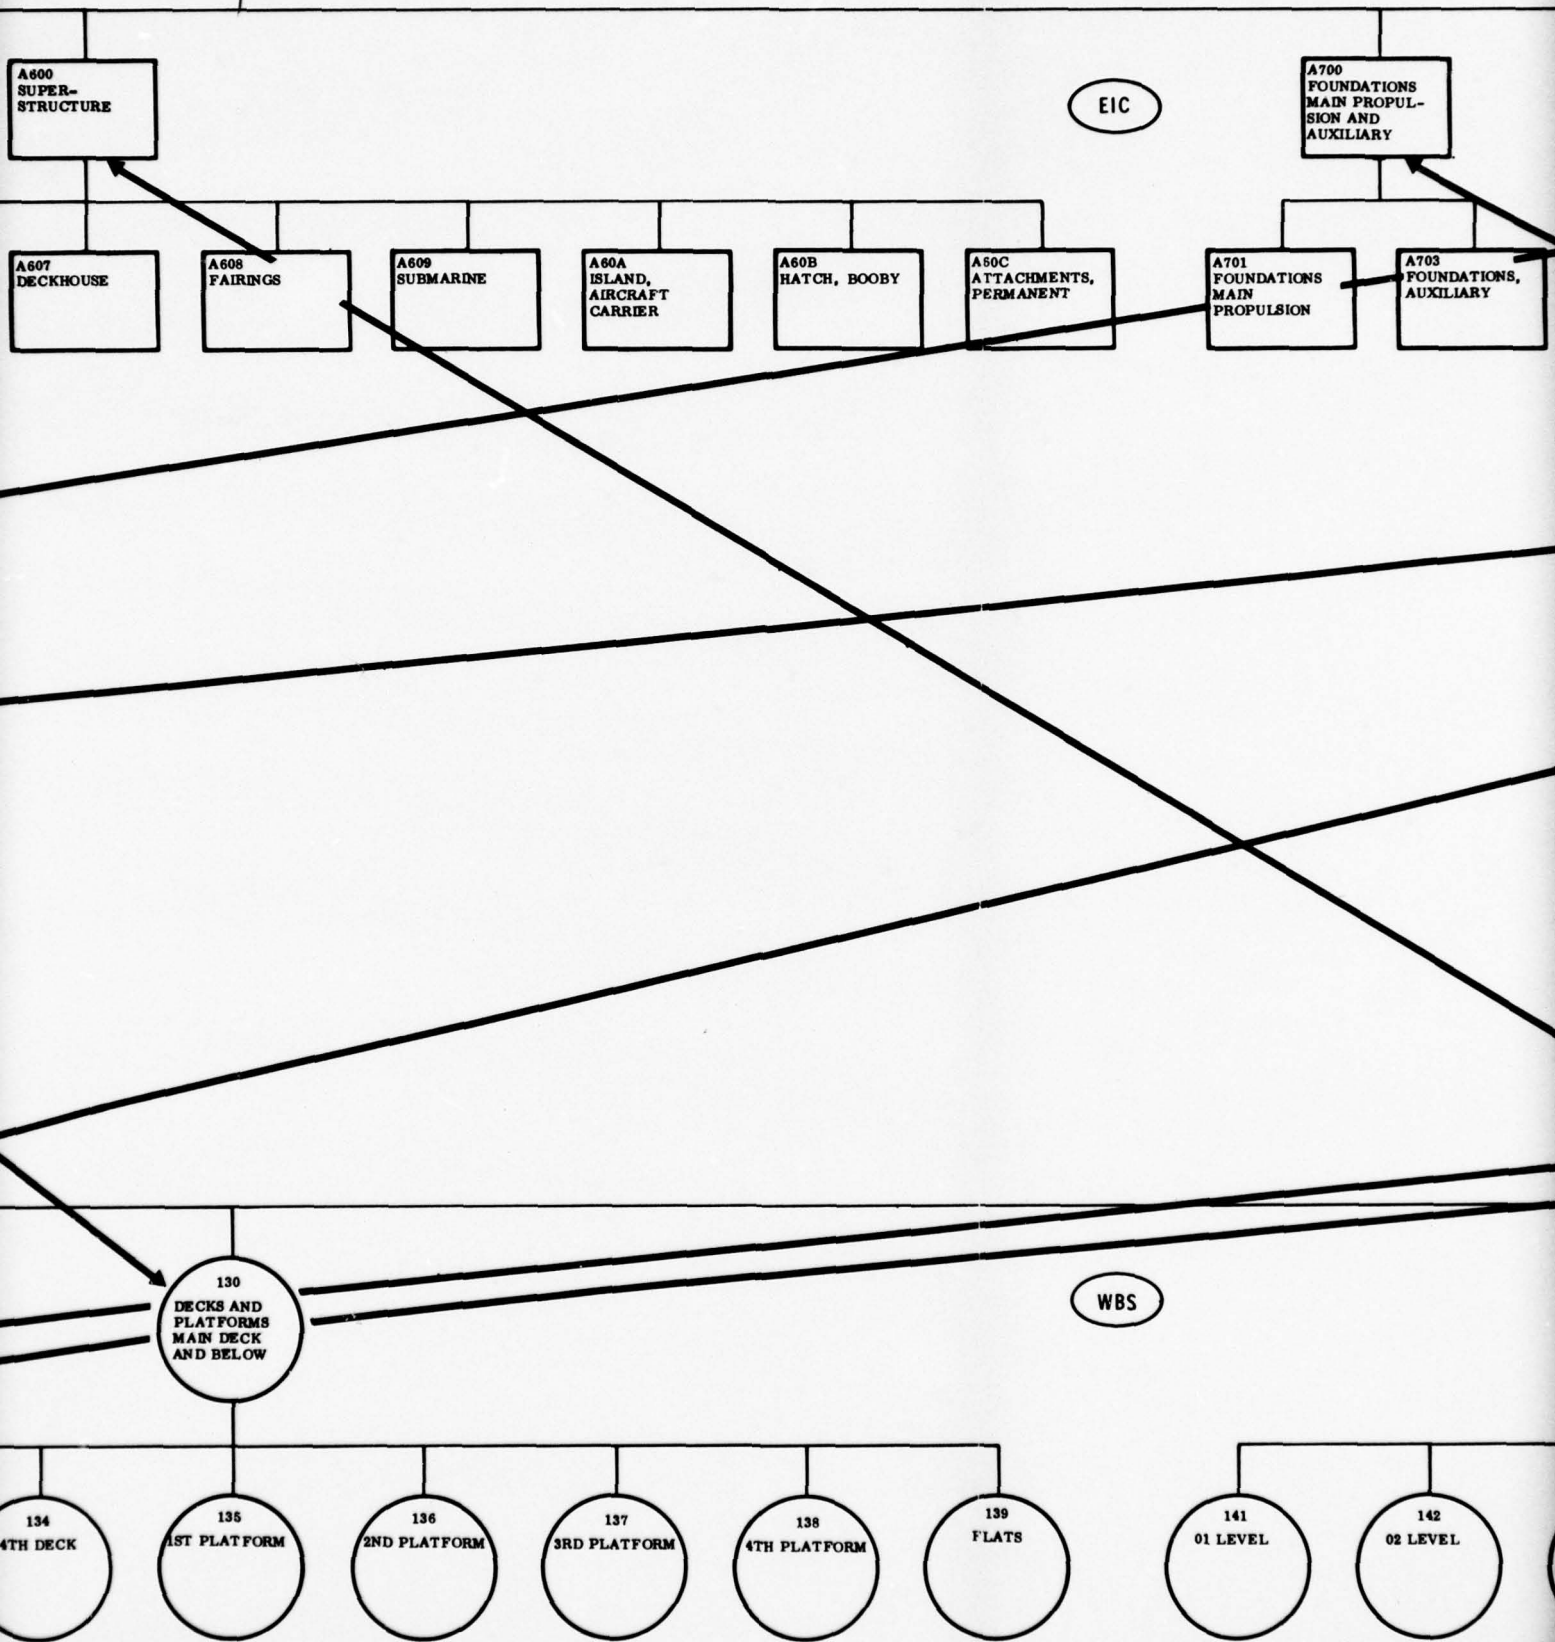 A600
SUPER-
STRUCTURE
EIC
A700
FOUNDATIONS
MAIN PROPUL-
SION AND
AUXILIARY
A607
DECKHOUSE
A608
FAIRINGS
A609
SUBMARINE
A60A
ISLAND,
AIRCRAFT
CARRIER
A60B
HATCH, BOOBY
A60C
ATTACHMENTS,
PERMANENT
A701
FOUNDATIONS
MAIN
PROPULSION
A703
FOUNDATIONS,
AUXILIARY
130
DECKS AND
PLATFORMS
MAIN DECK
AND BELOW
WBS
134
4TH DECK
135
1ST PLATFORM
136
2ND PLATFORM
137
3RD PLATFORM
138
4TH PLATFORM
139
FLATS
141
01 LEVEL
142
02 LEVEL